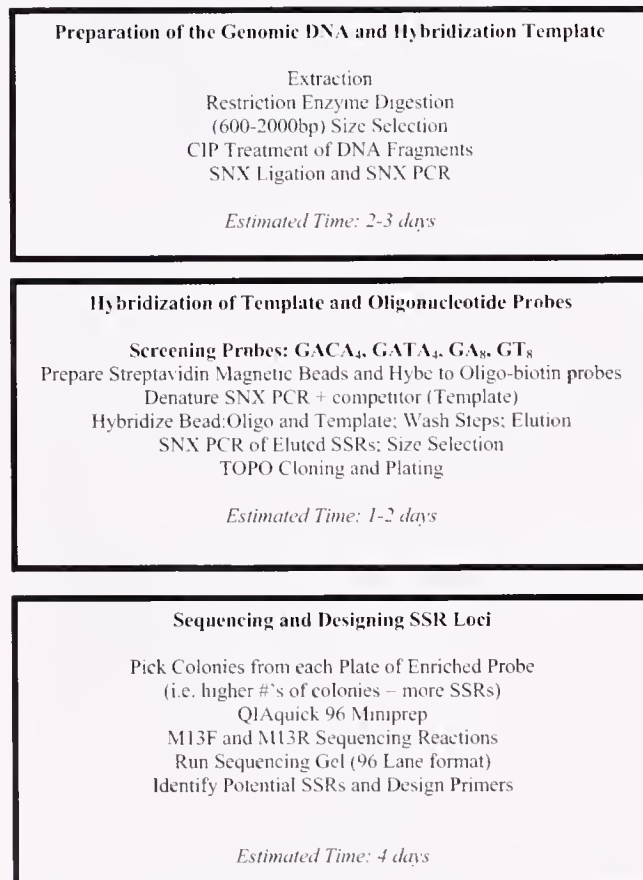 Preparation of the Genomic DNA and Hybridization Template
Extraction
Restriction Enzyme Digestion
(600-2000bp) Size Selection
CIP Treatment of DNA Fragments
SNX Ligation and SNX PCR
Estimated Time: 2-3 days
Hybridization of Template and Oligonucleotide Probes
Screening Probes: GACA₄, GATA₄, GA₈, GT₈
Prepare Streptavidin Magnetic Beads and Hybe to Oligo-biotin probes
Denature SNX PCR + competitor (Template)
Hybridize Bead:Oligo and Template; Wash Steps; Elution
SNX PCR of Eluted SSRs; Size Selection
TOPO Cloning and Plating
Estimated Time: 1-2 days
Sequencing and Designing SSR Loci
Pick Colonies from each Plate of Enriched Probe
(i.e. higher #`s of colonies – more SSRs)
QIAquick 96 Miniprep
M13F and M13R Sequencing Reactions
Run Sequencing Gel (96 Lane format)
Identify Potential SSRs and Design Primers
Estimated Time: 4 days